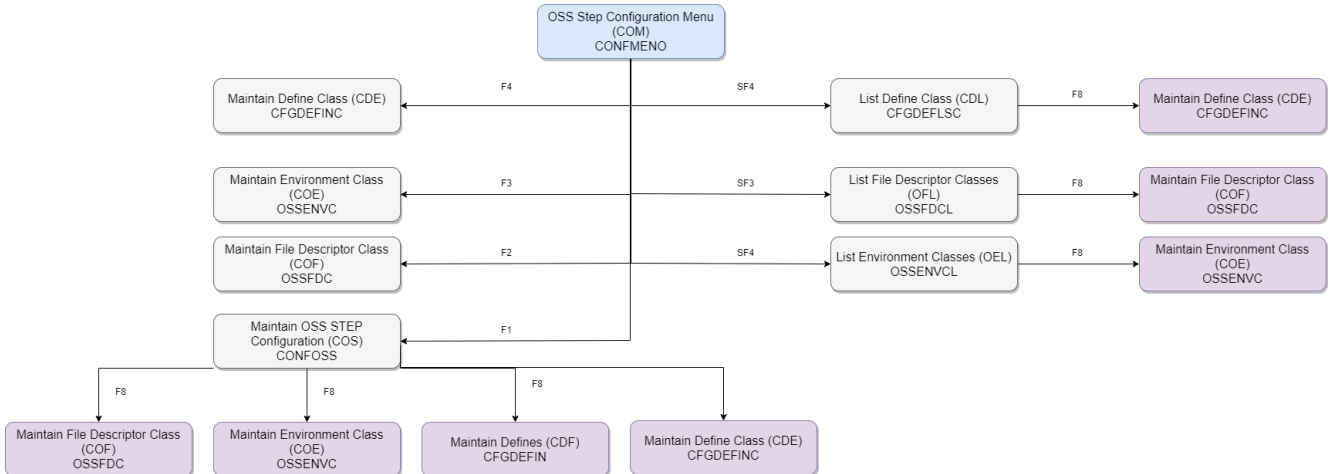 OSS Step Configuration Menu
(COM)
CONFMENO
F4
SF4
Maintain Define Class (CDE)
CFGDEFINC
List Define Class (CDL)
CFGDEFLSC
F8
Maintain Define Class (CDE)
CFGDEFINC
Maintain Environment Class
(COE)
OSSENVC
F3
SF3
List File Descriptor Classes
(OFL)
OSSFDCL
F8
Maintain File Descriptor Class
(COF)
OSSFDC
Maintain File Descriptor Class
(COF)
OSSFDC
F2
SF4
List Environment Classes (OEL)
OSSENVCL
F8
Maintain Environment Class
(COE)
OSSENVC
Maintain OSS STEP
Configuration (COS)
CONFOSS
F1
F8
F8
F8
F8
Maintain File Descriptor Class
(COF)
OSSFDC
Maintain Environment Class
(COE)
OSSENVC
Maintain Defines (CDF)
CFGDEFIN
Maintain Define Class (CDE)
CFGDEFINC